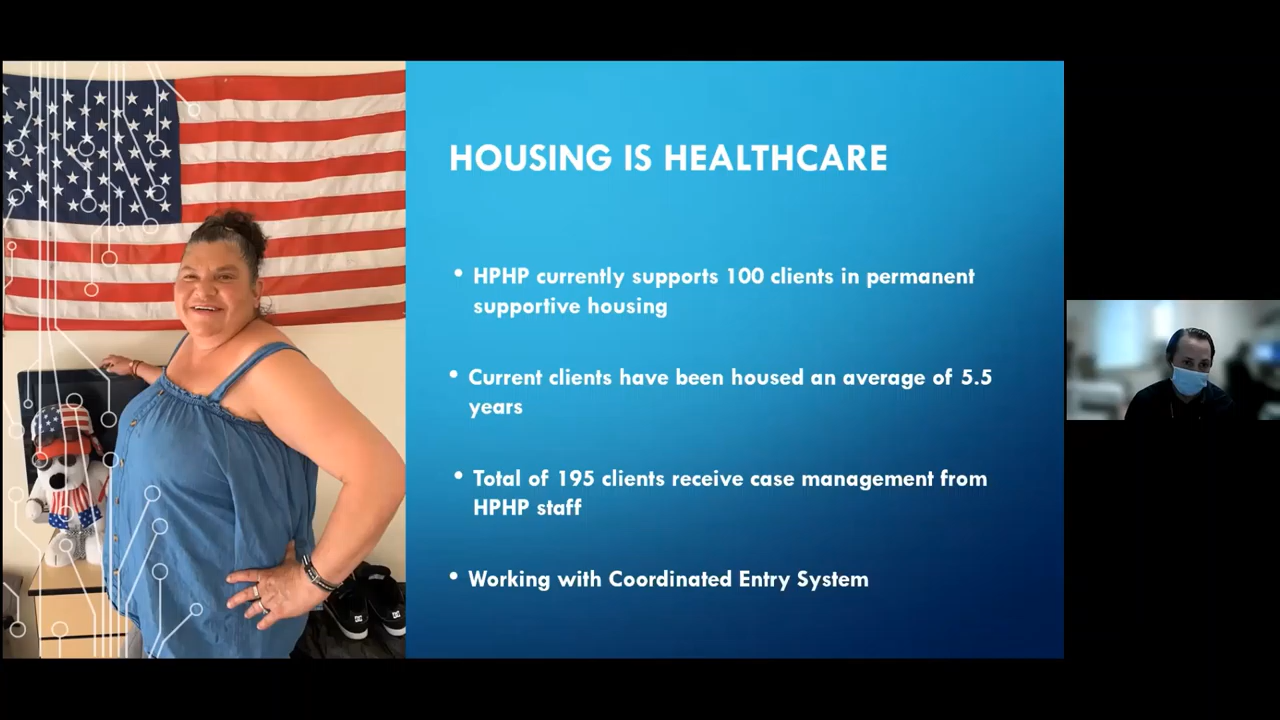 HOUSING IS HEALTHCARE
• HPHP currently supports 100 clients in permanent
supportive housing
• Current clients have been housed an average of 5.5
years
• Total of 195 clients receive case management from
HPHP staff
• Working with Coordinated Entry System
DC
DC